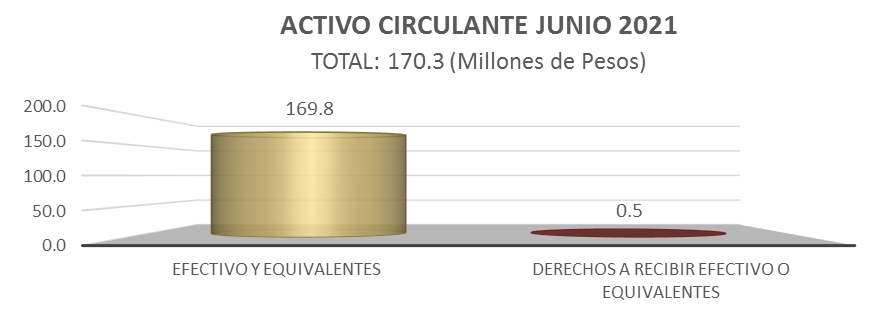 ACTIVO CIRCULANTE JUNIO 2021
TOTAL: 170.3 (Millones de Pesos)
200.0
150.0
100.0
50.0
0.0
169.8
0.5
EFECTIVO Y EQUIVALENTES
DERECHOS A RECIBIR EFECTIVO O
EQUIVALENTES